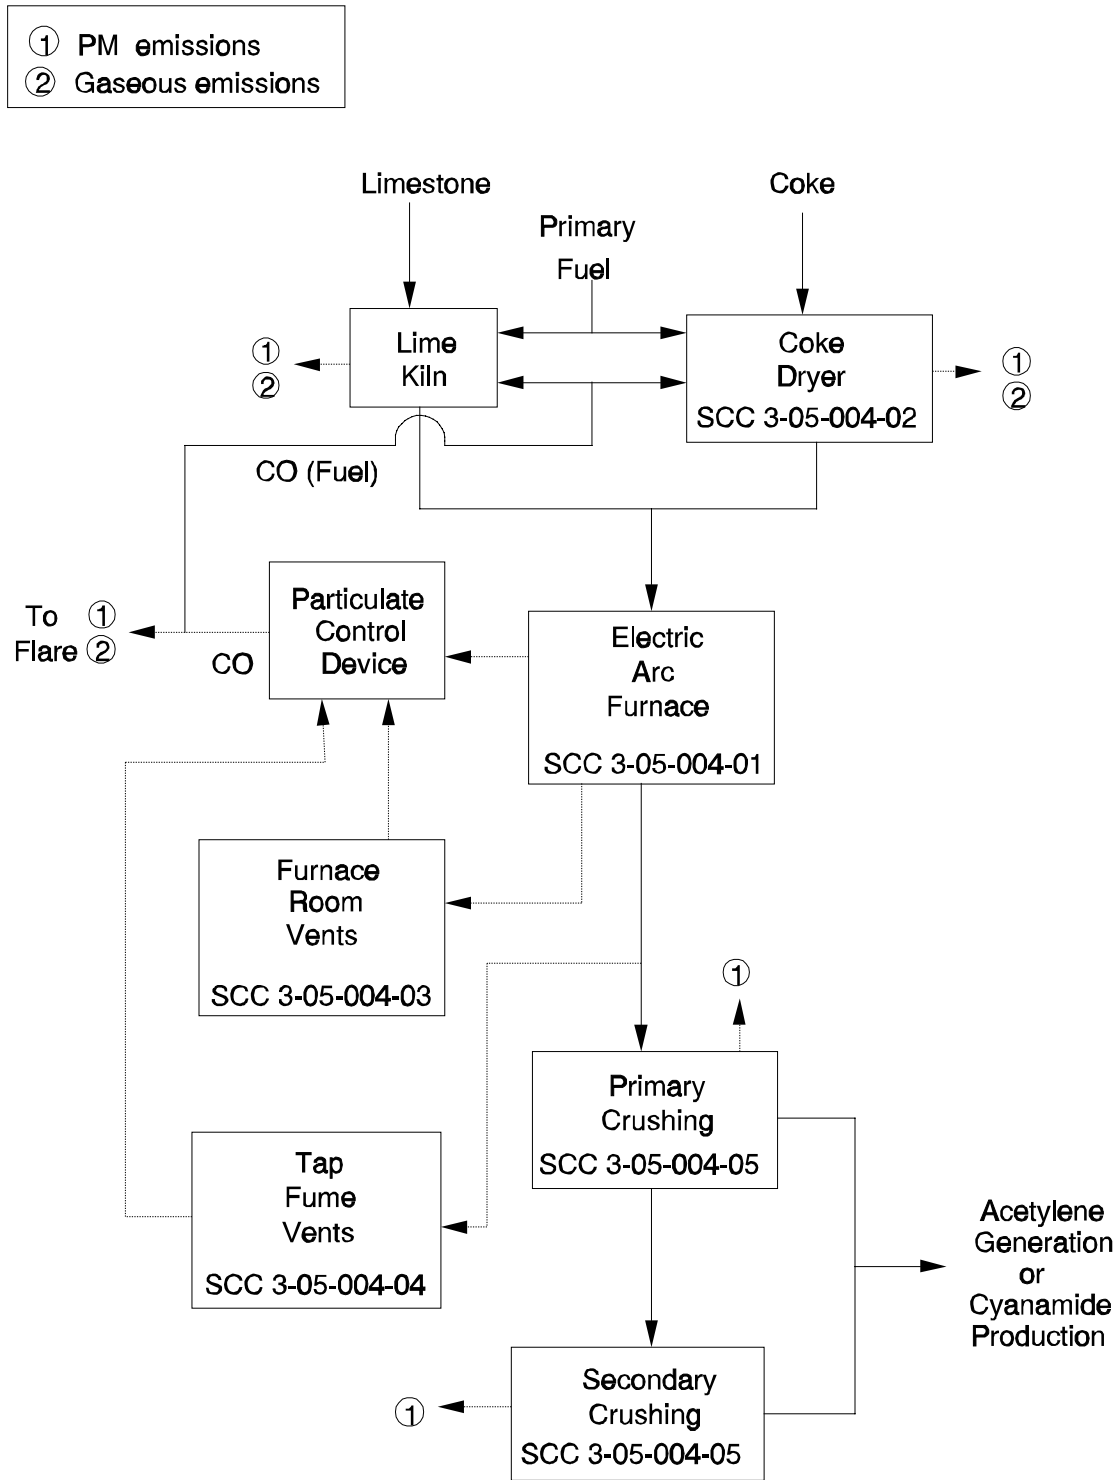 ① PM emissions
② Gaseous emissions
Limestone
Coke
Primary
Fuel
Lime
Kiln
①
②
Coke
Dryer
SCC 3-05-004-02
①
②
CO (Fuel)
Particulate
Control
Device
To ①
Flare ②
CO
Electric
Arc
Furnace
SCC 3-05-004-01
Furnace
Room
Vents
SCC 3-05-004-03
①
Primary
Crushing
SCC 3-05-004-05
Tap
Fume
Vents
SCC 3-05-004-04
Acetylene
Generation
or
Cyanamide
Production
Secondary
Crushing
SCC 3-05-004-05
①